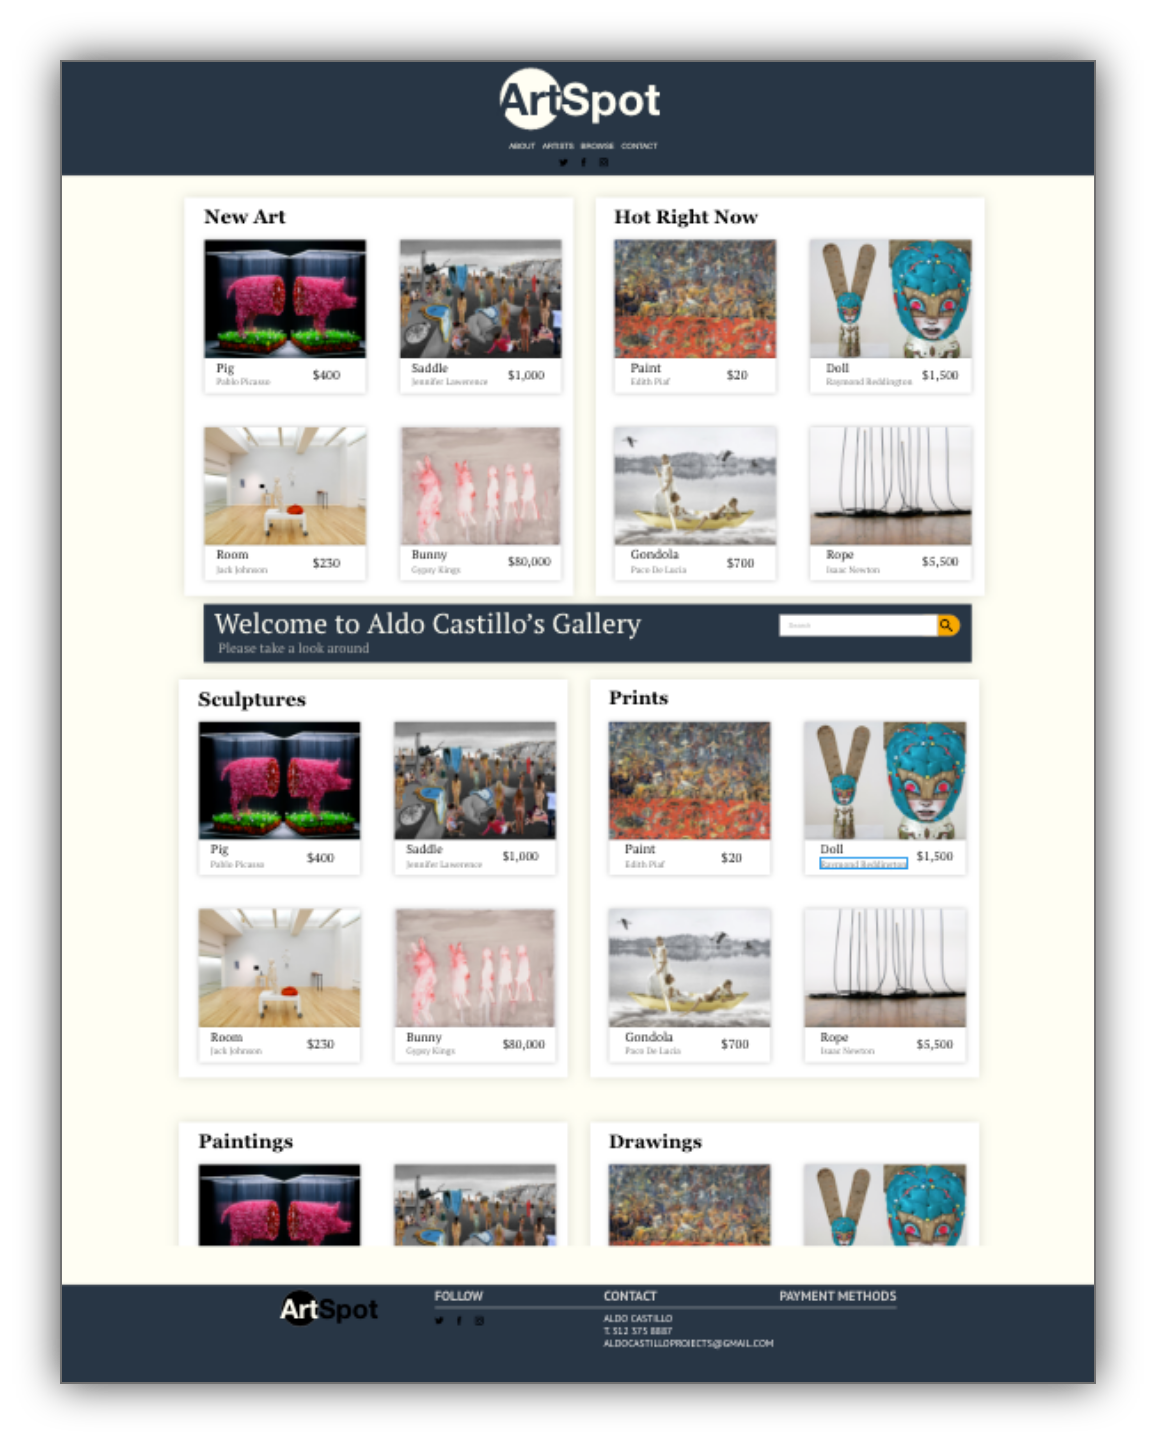 ArtSpot
ABOUT ARTISTS BROWSE CONTACT
New Art
Pig
Pablo Picasso
$400
Saddle
Jennifer Lawerence
$1,000
Room
Jack Johnson
$230
Bunny
Gypsy Kings
$80,000
Hot Right Now
Paint
Edith Piaf
$20
Doll
Raymond Reddington
$1,500
Gondola
Paco De Lucia
$700
Rope
Isaac Newton
$5,500
Welcome to Aldo Castillo's Gallery
Please take a look around
Search
Sculptures
Pig
Pablo Picasso
$400
Saddle
Jennifer Lawerence
$1,000
Room
Jack Johnson
$230
Bunny
Gypsy Kings
$80,000
Prints
Paint
Edith Piaf
$20
Doll
Raymond Reddington
$1,500
Gondola
Paco De Lucia
$700
Rope
Isaac Newton
$5,500
Paintings
Drawings
ArtSpot
FOLLOW
CONTACT
ALDO CASTILLO
T. 312 375 8887
ALDOCASTILLOPROJECTS@GMAIL.COM
PAYMENT METHODS